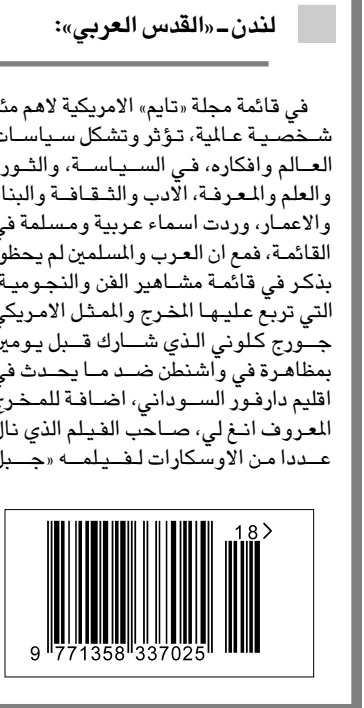 لندن ـ «القدس العربي»:
في قائمة مجلة «تايم» الامريكية لاهم مئ
شخصية عالمية، تؤثر وتشكل سياسات
العالم وافكاره، في السياسة، والثور
والعلم والمعرفة، الادب والثقافة والبنا
والاعمار، وردت اسماء عربية ومسلمة في
القائمة، فمع ان العرب والمسلمين لم يحظو
بذكر في قائمة مشاهير الفن والنجومية
التي تربع عليها المخرج والممثل الامريكي
جورج كلوني الذي شارك قبل يومين
بمظاهرة في واشنطن ضد ما يحدث في
اقليم دارفور السوداني، اضافة للمخرج
المعروف انغ لي، صاحب الفيلم الذي نال
عددا من الاوسكارات لفيلمه «جبل
18>
9 771358 337025